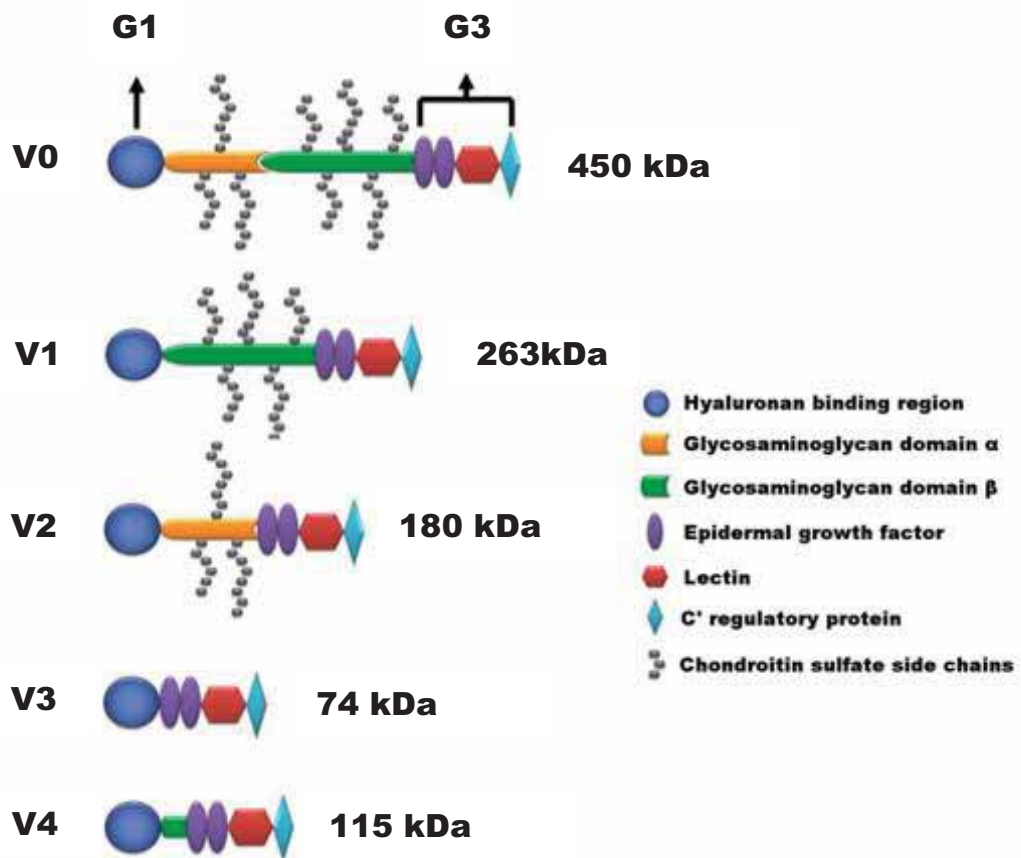 G1 G3
V0 450 kDa
V1 263kDa
Hyaluronan binding region
Glycosaminoglycan domain α
Glycosaminoglycan domain β
V2 180 kDa
Epidermal growth factor
Lectin
C' regulatory protein
Chondroitin sulfate side chains
V3 74 kDa
V4 115 kDa